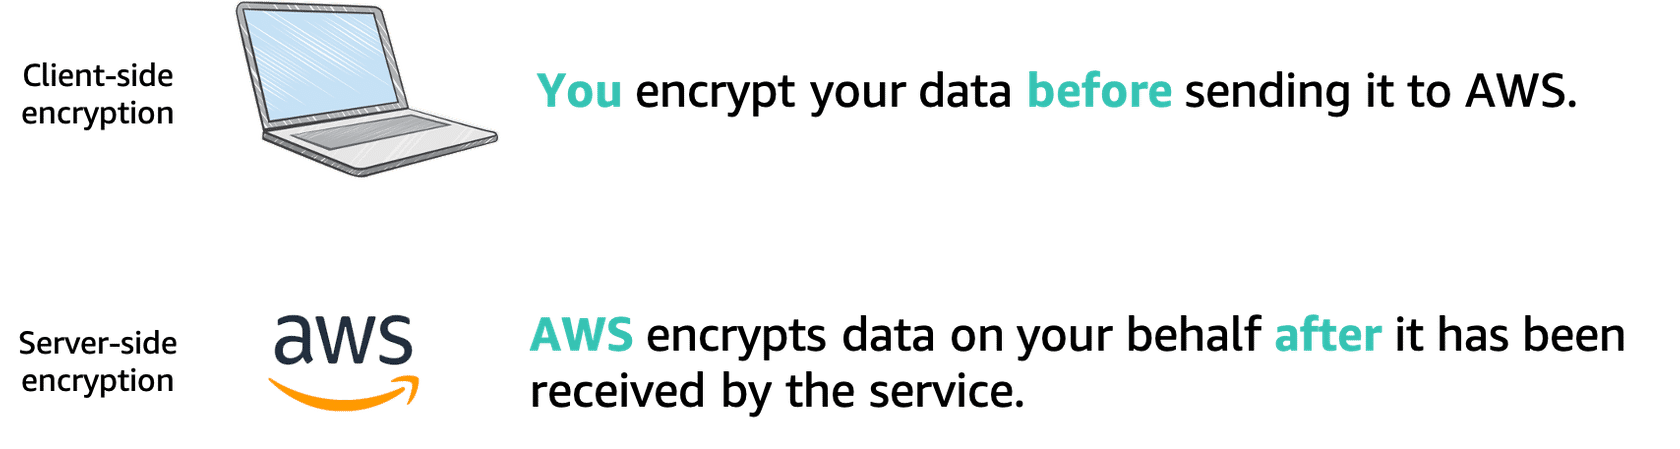 Client-side
encryption
You encrypt your data before sending it to AWS.
Server-side
encryption
aws
AWS encrypts data on your behalf after it has been
received by the service.